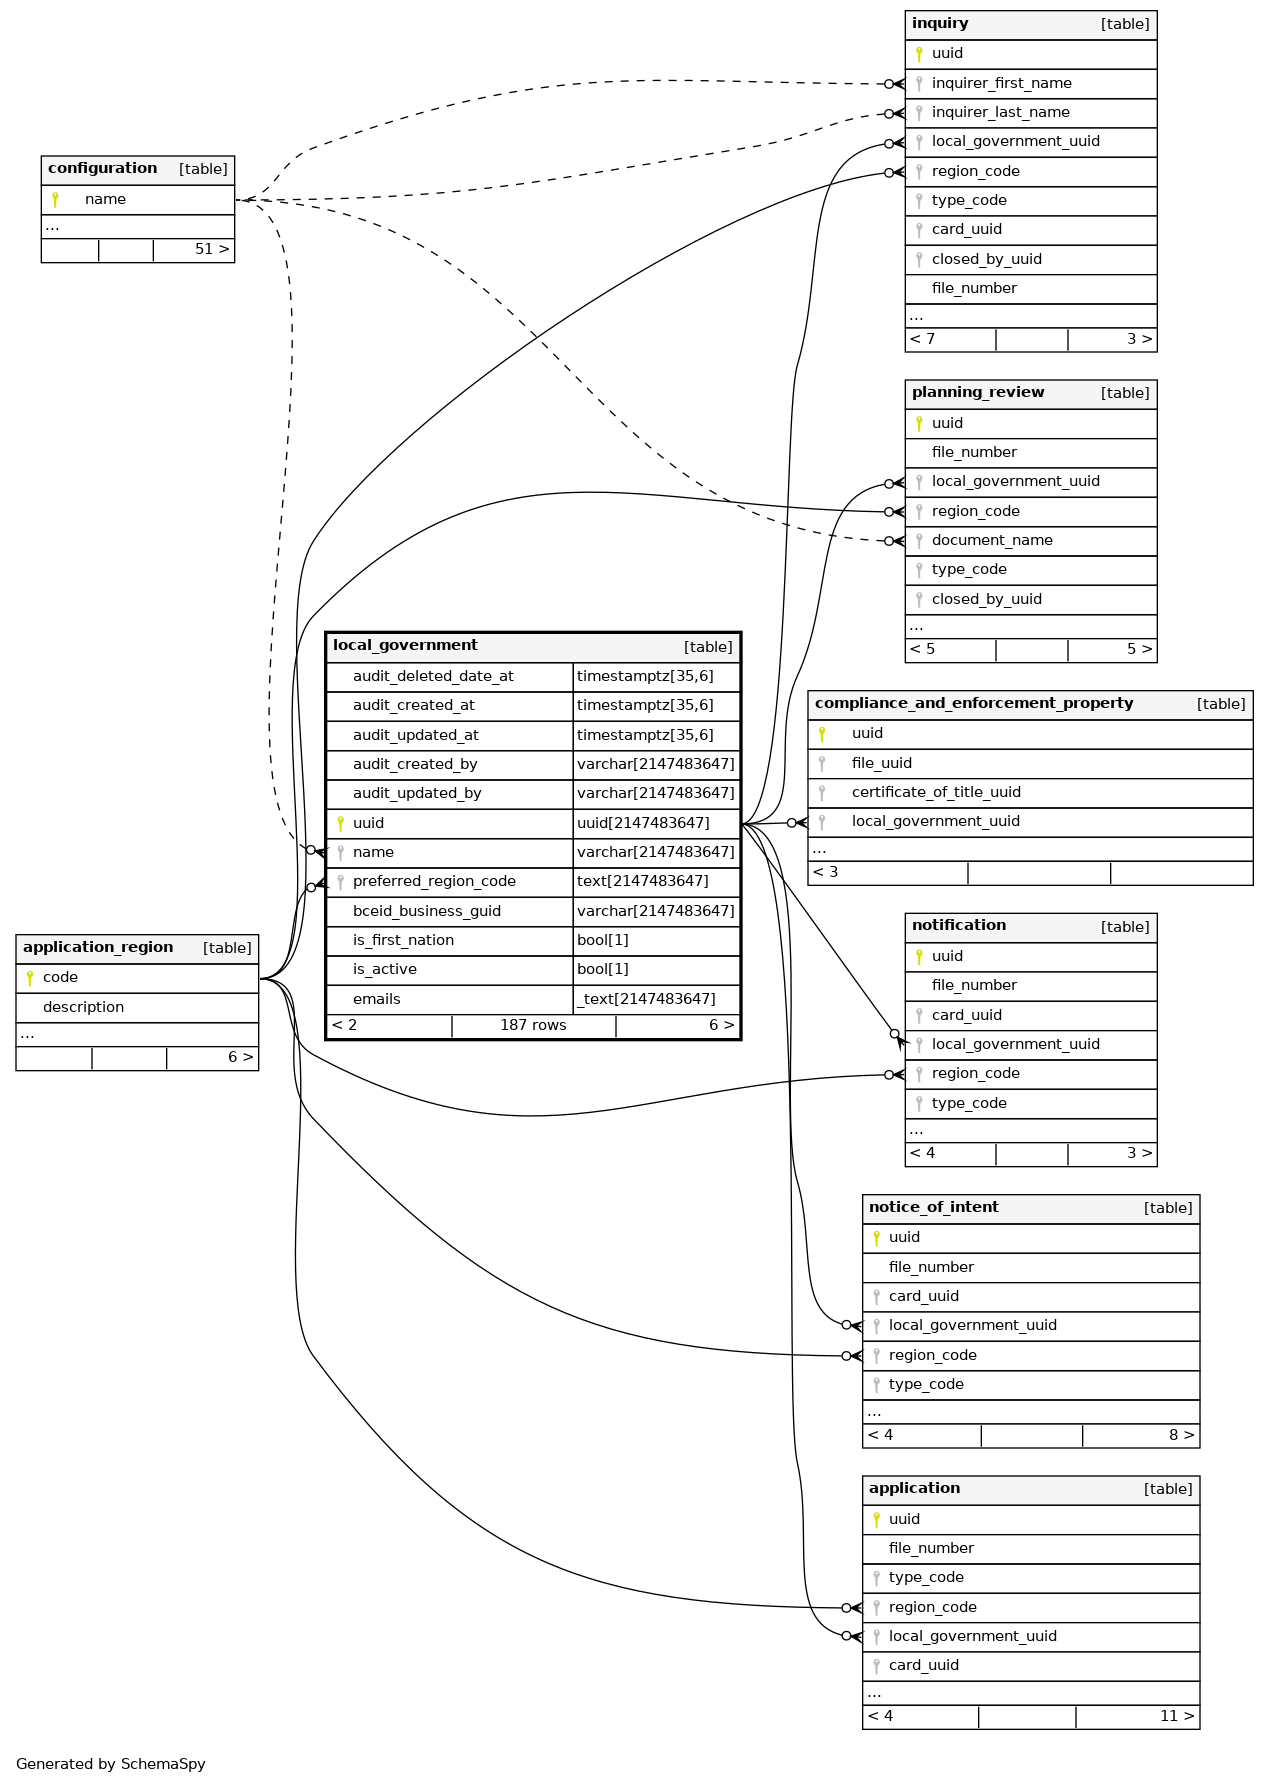 inquiry [table]
uuid
inquirer_first_name
inquirer_last_name
local_government_uuid
region_code
type_code
card_uuid
closed_by_uuid
file_number
...
< 7 3 >
configuration [table]
name
...
51 >
planning_review [table]
uuid
file_number
local_government_uuid
region_code
document_name
type_code
closed_by_uuid
...
< 5 5 >
local_government [table]
audit_deleted_date_at timestamptz[35,6]
audit_created_at timestamptz[35,6]
audit_updated_at timestamptz[35,6]
audit_created_by varchar[2147483647]
audit_updated_by varchar[2147483647]
uuid uuid[2147483647]
name varchar[2147483647]
preferred_region_code text[2147483647]
bceid_business_guid varchar[2147483647]
is_first_nation bool[1]
is_active bool[1]
emails _text[2147483647]
< 2 187 rows 6 >
compliance_and_enforcement_property [table]
uuid
file_uuid
certificate_of_title_uuid
local_government_uuid
...
< 3
application_region [table]
code
description
...
6 >
notification [table]
uuid
file_number
card_uuid
local_government_uuid
region_code
type_code
...
< 4 3 >
notice_of_intent [table]
uuid
file_number
card_uuid
local_government_uuid
region_code
type_code
...
< 4 8 >
application [table]
uuid
file_number
type_code
region_code
local_government_uuid
card_uuid
...
< 4 11 >
Generated by SchemaSpy